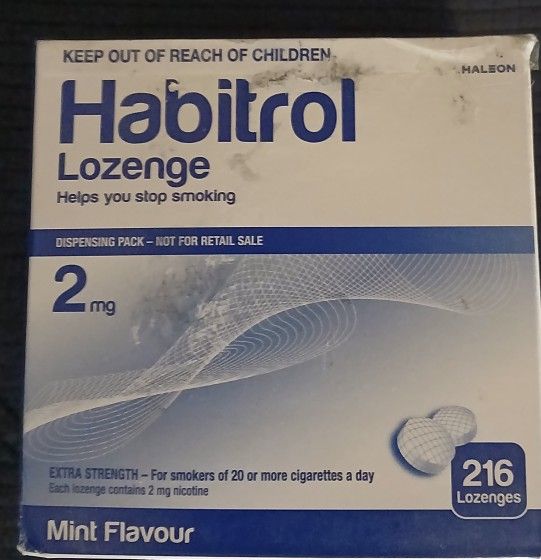 KEEP OUT OF REACH OF CHILDREN
HALEON
Habitrol
Lozenge
Helps you stop smoking
DISPENSING PACK – NOT FOR RETAIL SALE
2 mg
EXTRA STRENGTH – For smokers of 20 or more cigarettes a day
Each lozenge contains 2 mg nicotine
216
Lozenges
Mint Flavour